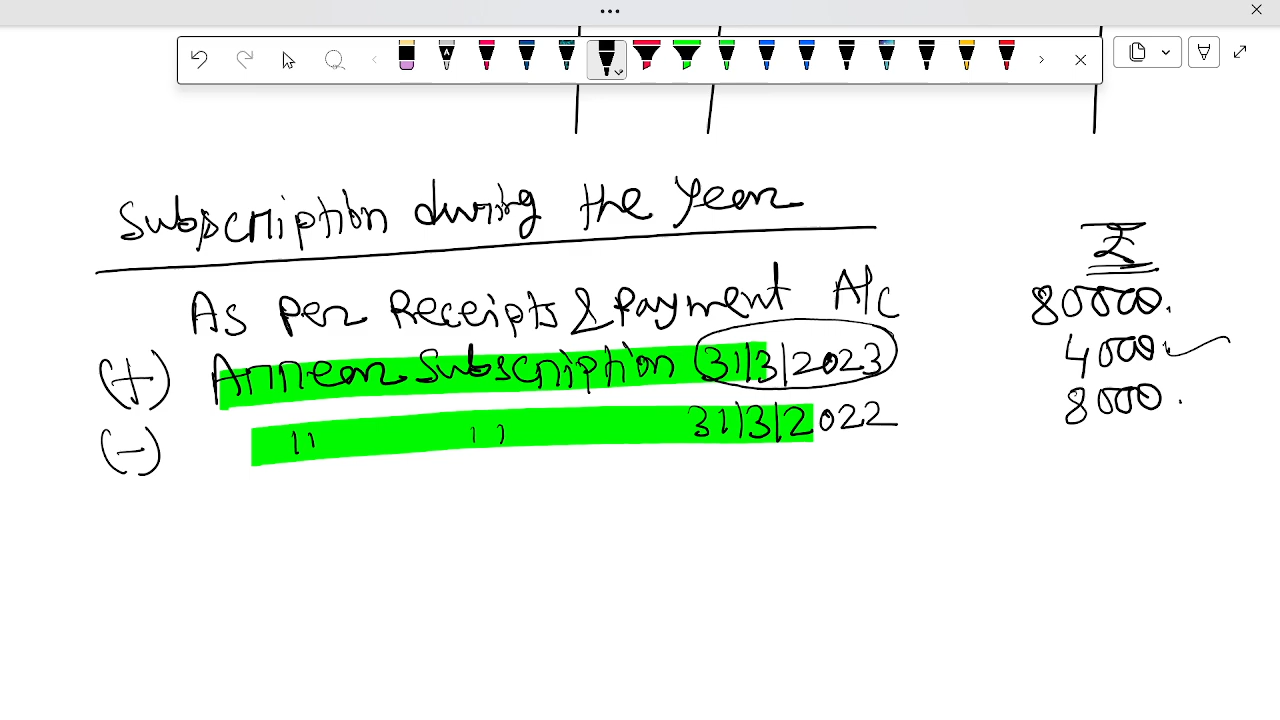 Subscription during the Year
₹
As per Receipts & Payment A/c 80000.
(+) Arrear Subscription 31/3/2023 4000
(-) " " 31/3/2022 8000.